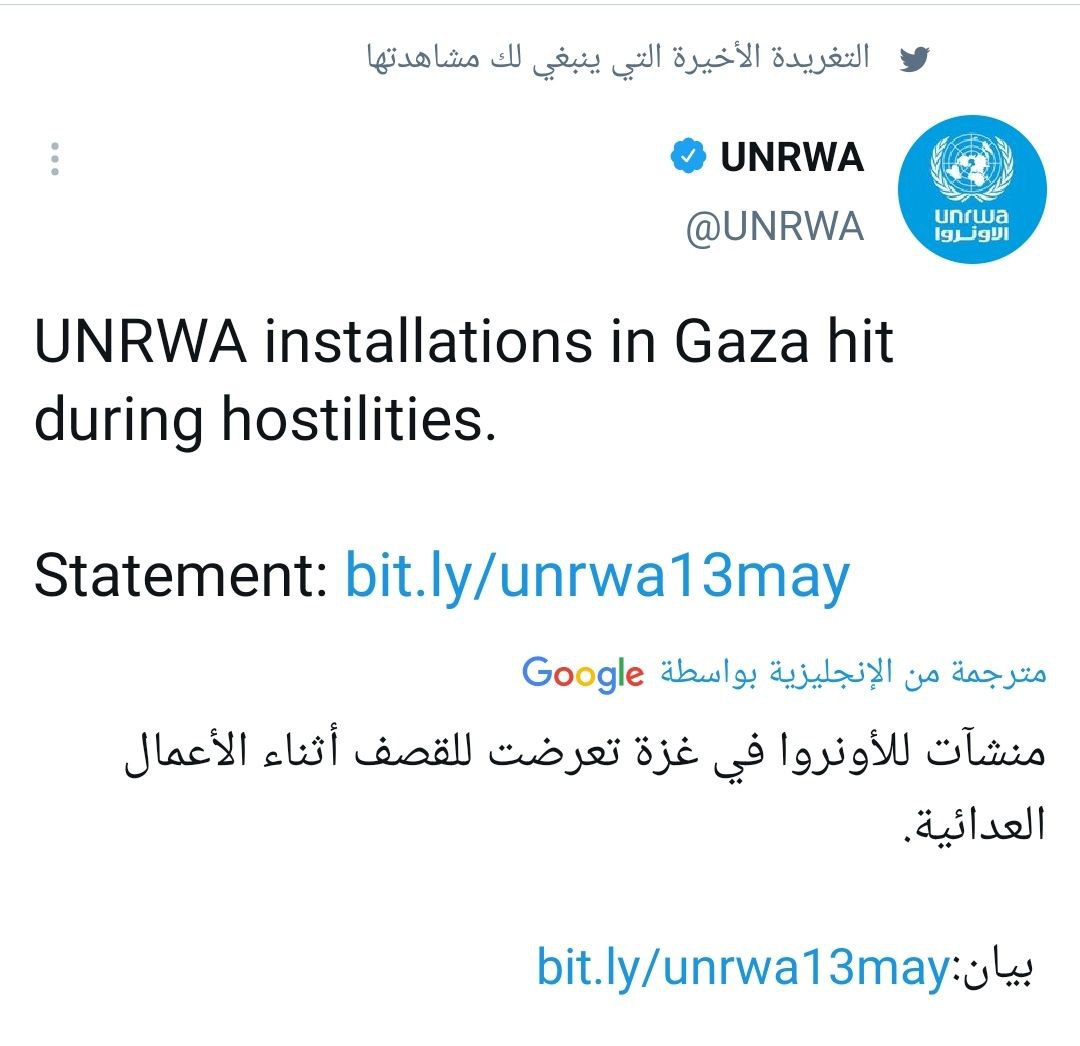 التغريدة الأخيرة التي ينبغي لك مشاهدتها
UNRWA
@UNRWA
unrwa
الاونروا
UNRWA installations in Gaza hit
during hostilities.
Statement: bit.ly/unrwa13may
مترجمة من الإنجليزية بواسطة Google
منشآت للأونروا في غزة تعرضت للقصف أثناء الأعمال
العدائية.
بيان:bit.ly/unrwa13may